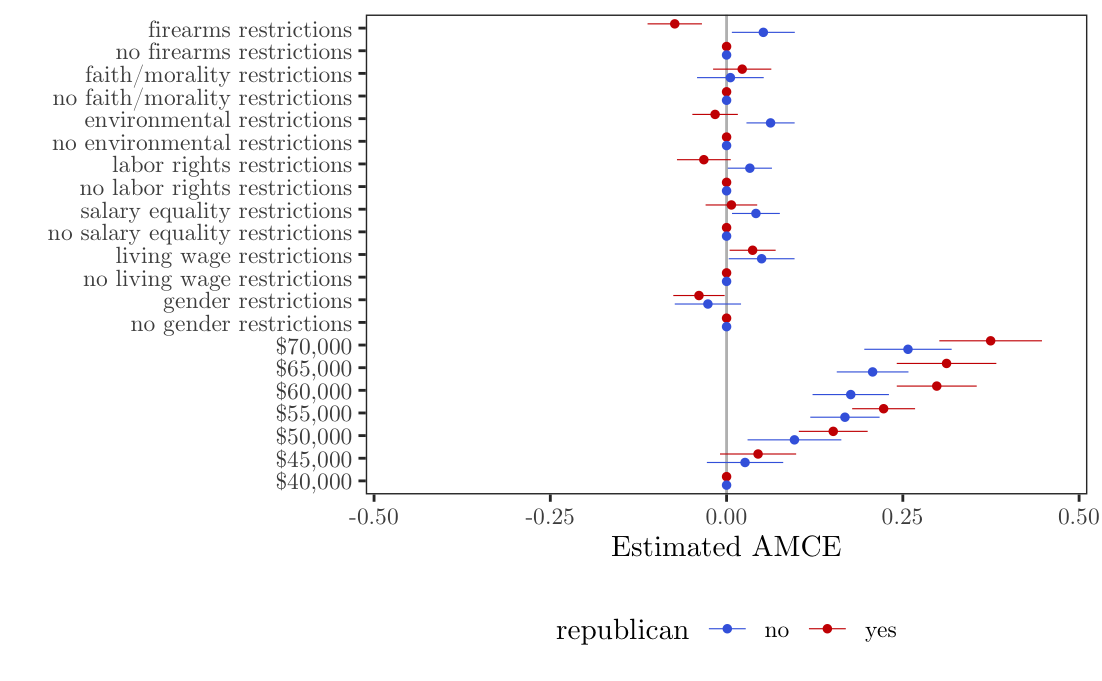 firearms restrictions
no firearms restrictions
faith/morality restrictions
no faith/morality restrictions
environmental restrictions
no environmental restrictions
labor rights restrictions
no labor rights restrictions
salary equality restrictions
no salary equality restrictions
living wage restrictions
no living wage restrictions
gender restrictions
no gender restrictions
$70,000
$65,000
$60,000
$55,000
$50,000
$45,000
$40,000
-0.50 -0.25 0.00 0.25 0.50
Estimated AMCE
republican no yes